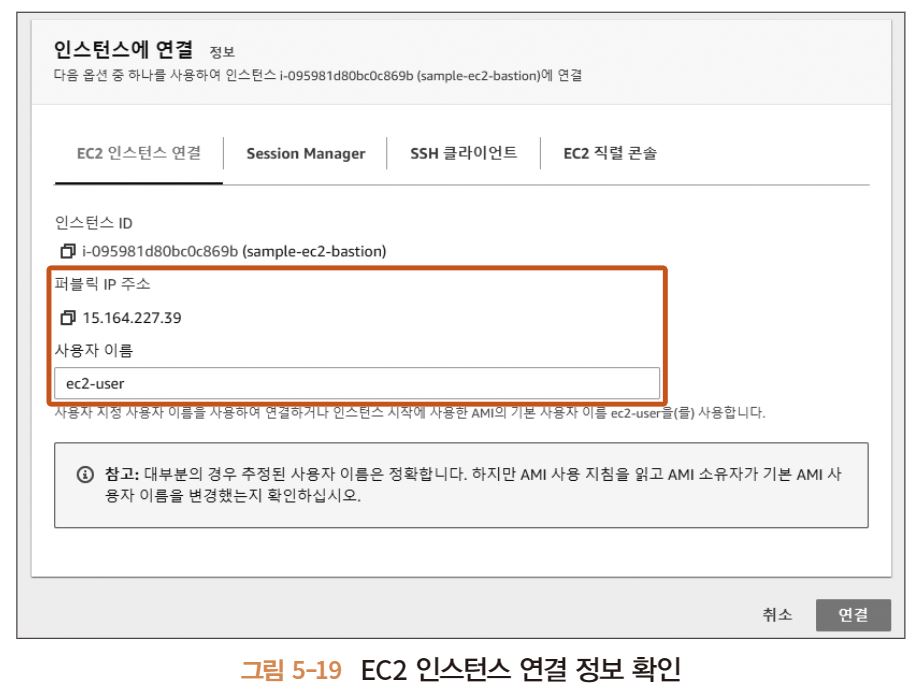 인스턴스에 연결 정보
다음 옵션 중 하나를 사용하여 인스턴스 i-095981d80bc0c869b (sample-ec2-bastion)에 연결
EC2 인스턴스 연결 Session Manager SSH 클라이언트 EC2 직렬 콘솔
인스턴스 ID
i-095981d80bc0c869b (sample-ec2-bastion)
퍼블릭 IP 주소
15.164.227.39
사용자 이름
ec2-user
사용자 지정 사용자 이름을 사용하여 연결하거나 인스턴스 시작에 사용한 AMI의 기본 사용자 이름 ec2-user을(를) 사용합니다.
참고: 대부분의 경우 추정된 사용자 이름은 정확합니다. 하지만 AMI 사용 지침을 읽고 AMI 소유자가 기본 AMI 사
용자 이름을 변경했는지 확인하십시오.
취소 연결
그림 5-19 EC2 인스턴스 연결 정보 확인